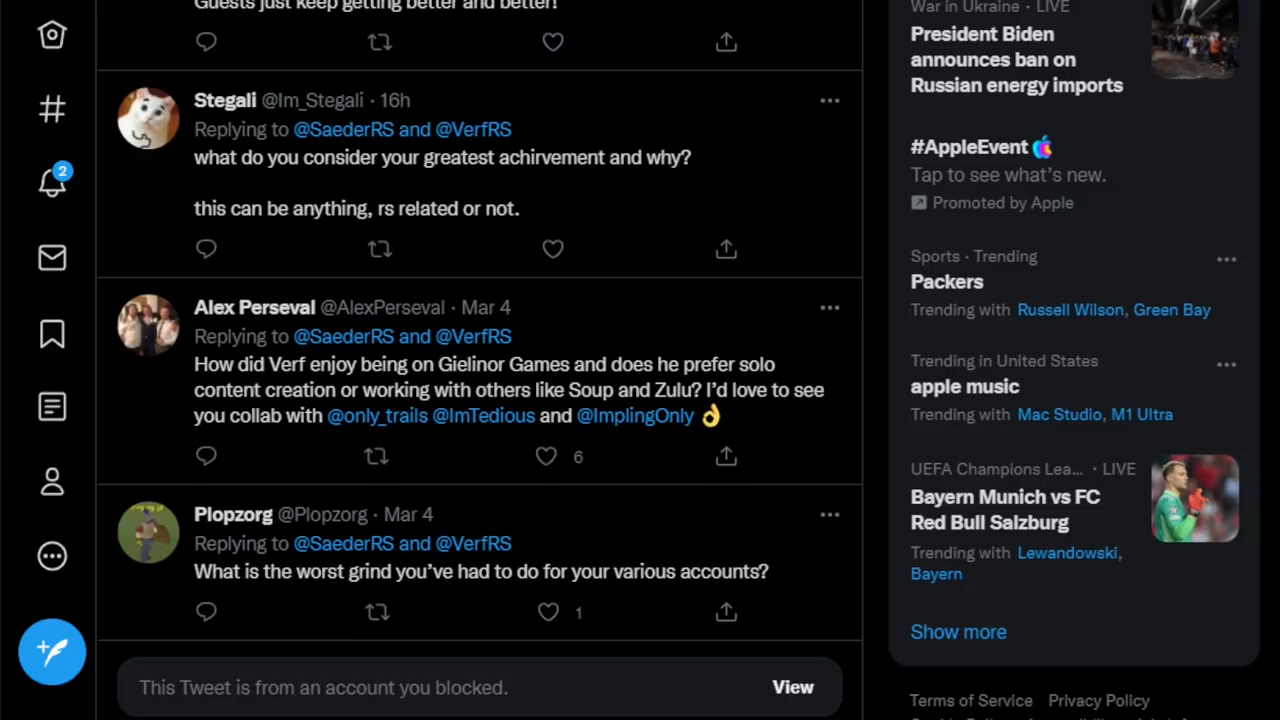 Guests just keep getting better and better!
Stegali @Im_Stegali · 16h
Replying to @SaederRS and @VerfRS
what do you consider your greatest achirvement and why?
this can be anything, rs related or not.
Alex Perseval @AlexPerseval · Mar 4
Replying to @SaederRS and @VerfRS
How did Verf enjoy being on Gielinor Games and does he prefer solo
content creation or working with others like Soup and Zulu? I’d love to see
you collab with @only_trails @ImTedious and @ImplingOnly 👌
6
Plopzorg @Plopzorg · Mar 4
Replying to @SaederRS and @VerfRS
What is the worst grind you’ve had to do for your various accounts?
1
This Tweet is from an account you blocked.
View
2
War in Ukraine · LIVE
President Biden
announces ban on
Russian energy imports
#AppleEvent
Tap to see what’s new.
Promoted by Apple
Sports · Trending
Packers
Trending with Russell Wilson, Green Bay
Trending in United States
apple music
Trending with Mac Studio, M1 Ultra
UEFA Champions Lea... · LIVE
Bayern Munich vs FC
Red Bull Salzburg
Trending with Lewandowski,
Bayern
Show more
Terms of Service Privacy Policy